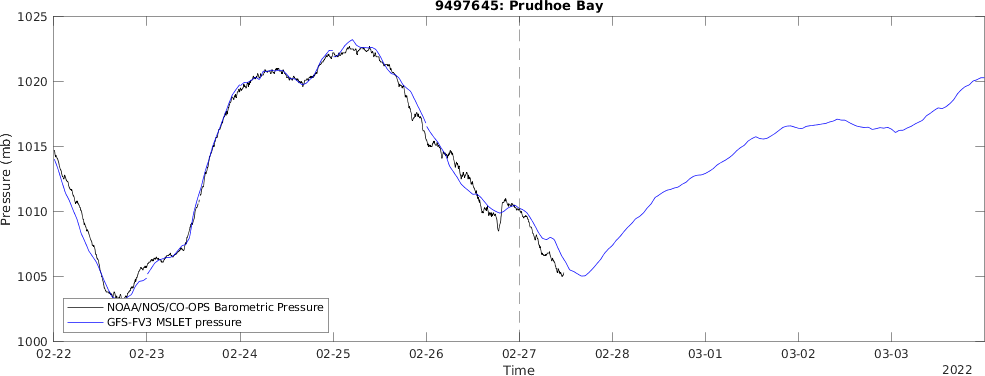 9497645: Prudhoe Bay
1025
1020
1015
1010
1005
1000
Pressure (mb)
NOAA/NOS/CO-OPS Barometric Pressure
GFS-FV3 MSLET pressure
02-22 02-23 02-24 02-25 02-26 02-27 02-28 03-01 03-02 03-03
Time
2022